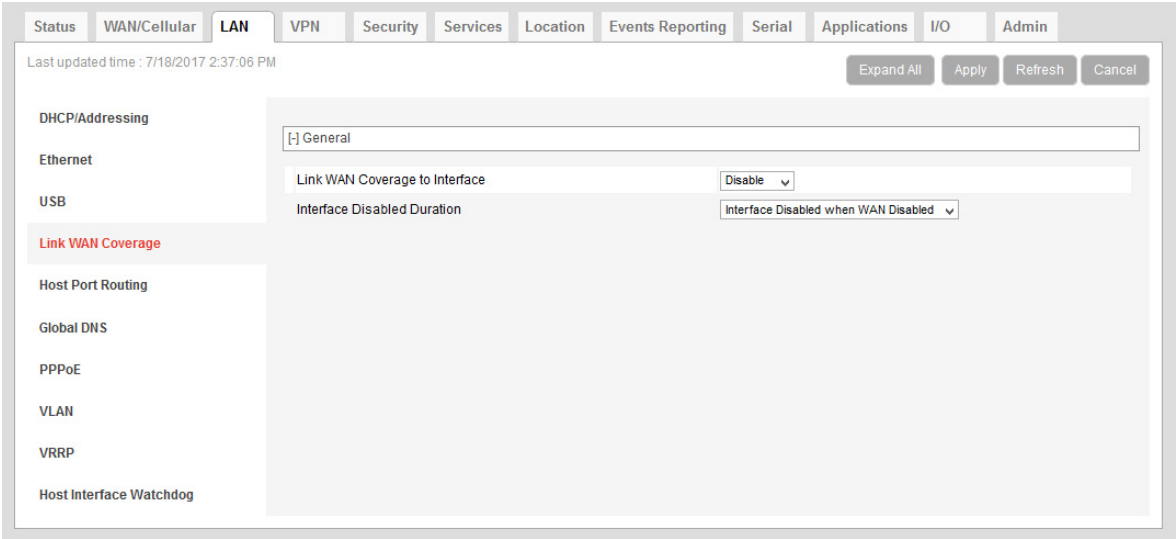 Status WAN/Cellular LAN VPN Security Services Location Events Reporting Serial Applications I/O Admin
Last updated time : 7/18/2017 2:37:06 PM
Expand All Apply Refresh Cancel
DHCP/Addressing
Ethernet
USB
Link WAN Coverage
Host Port Routing
Global DNS
PPPoE
VLAN
VRRP
Host Interface Watchdog
[-] General
Link WAN Coverage to Interface Disable
Interface Disabled Duration Interface Disabled when WAN Disabled